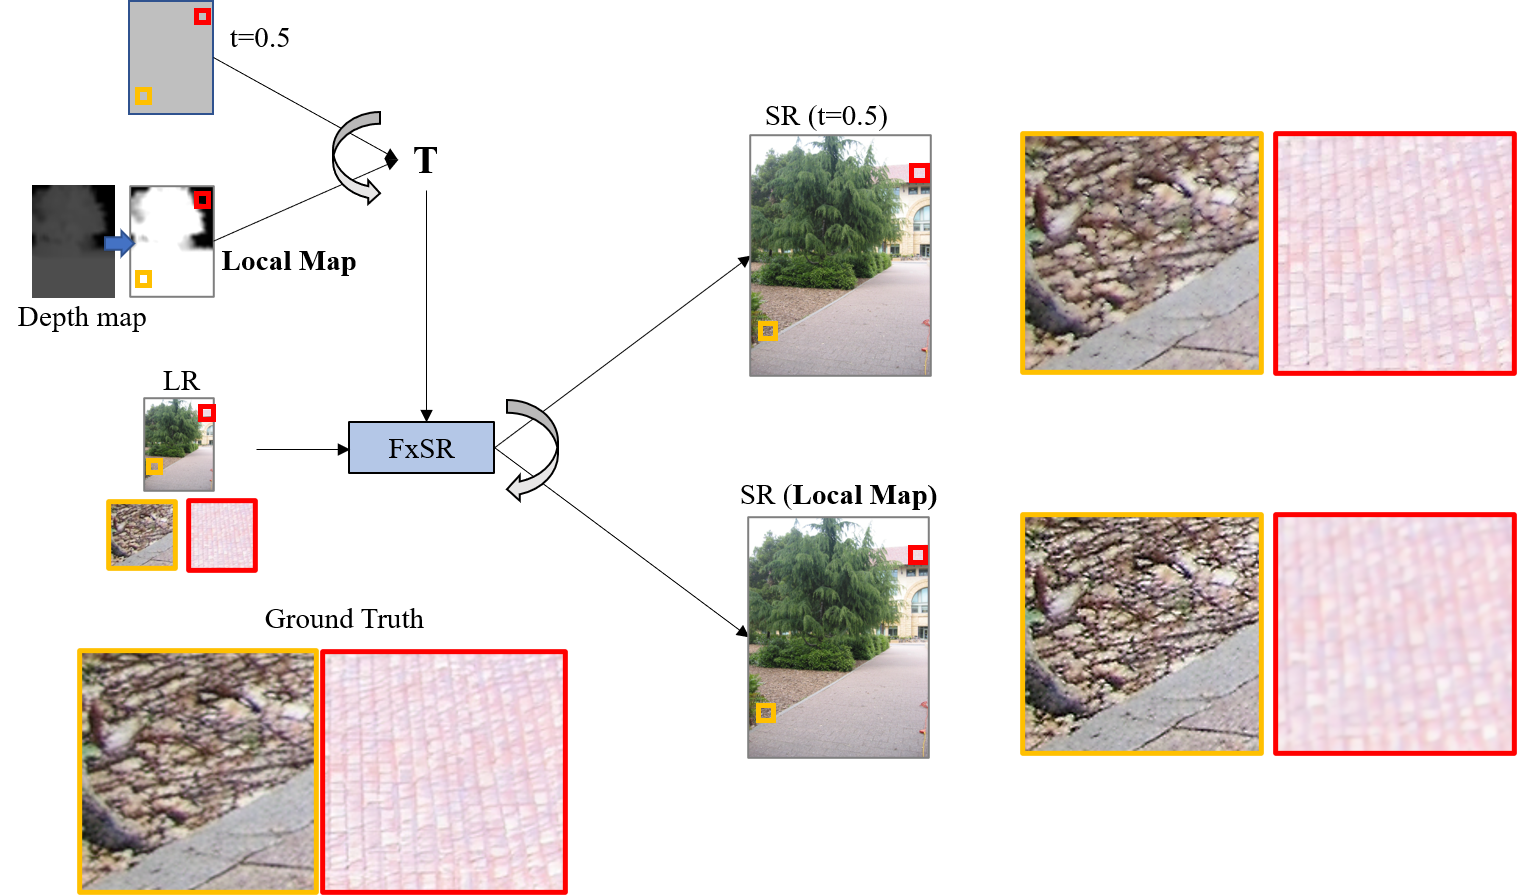 t=0.5
T
Local Map
Depth map
LR
FxSR
SR (t=0.5)
SR (Local Map)
Ground Truth